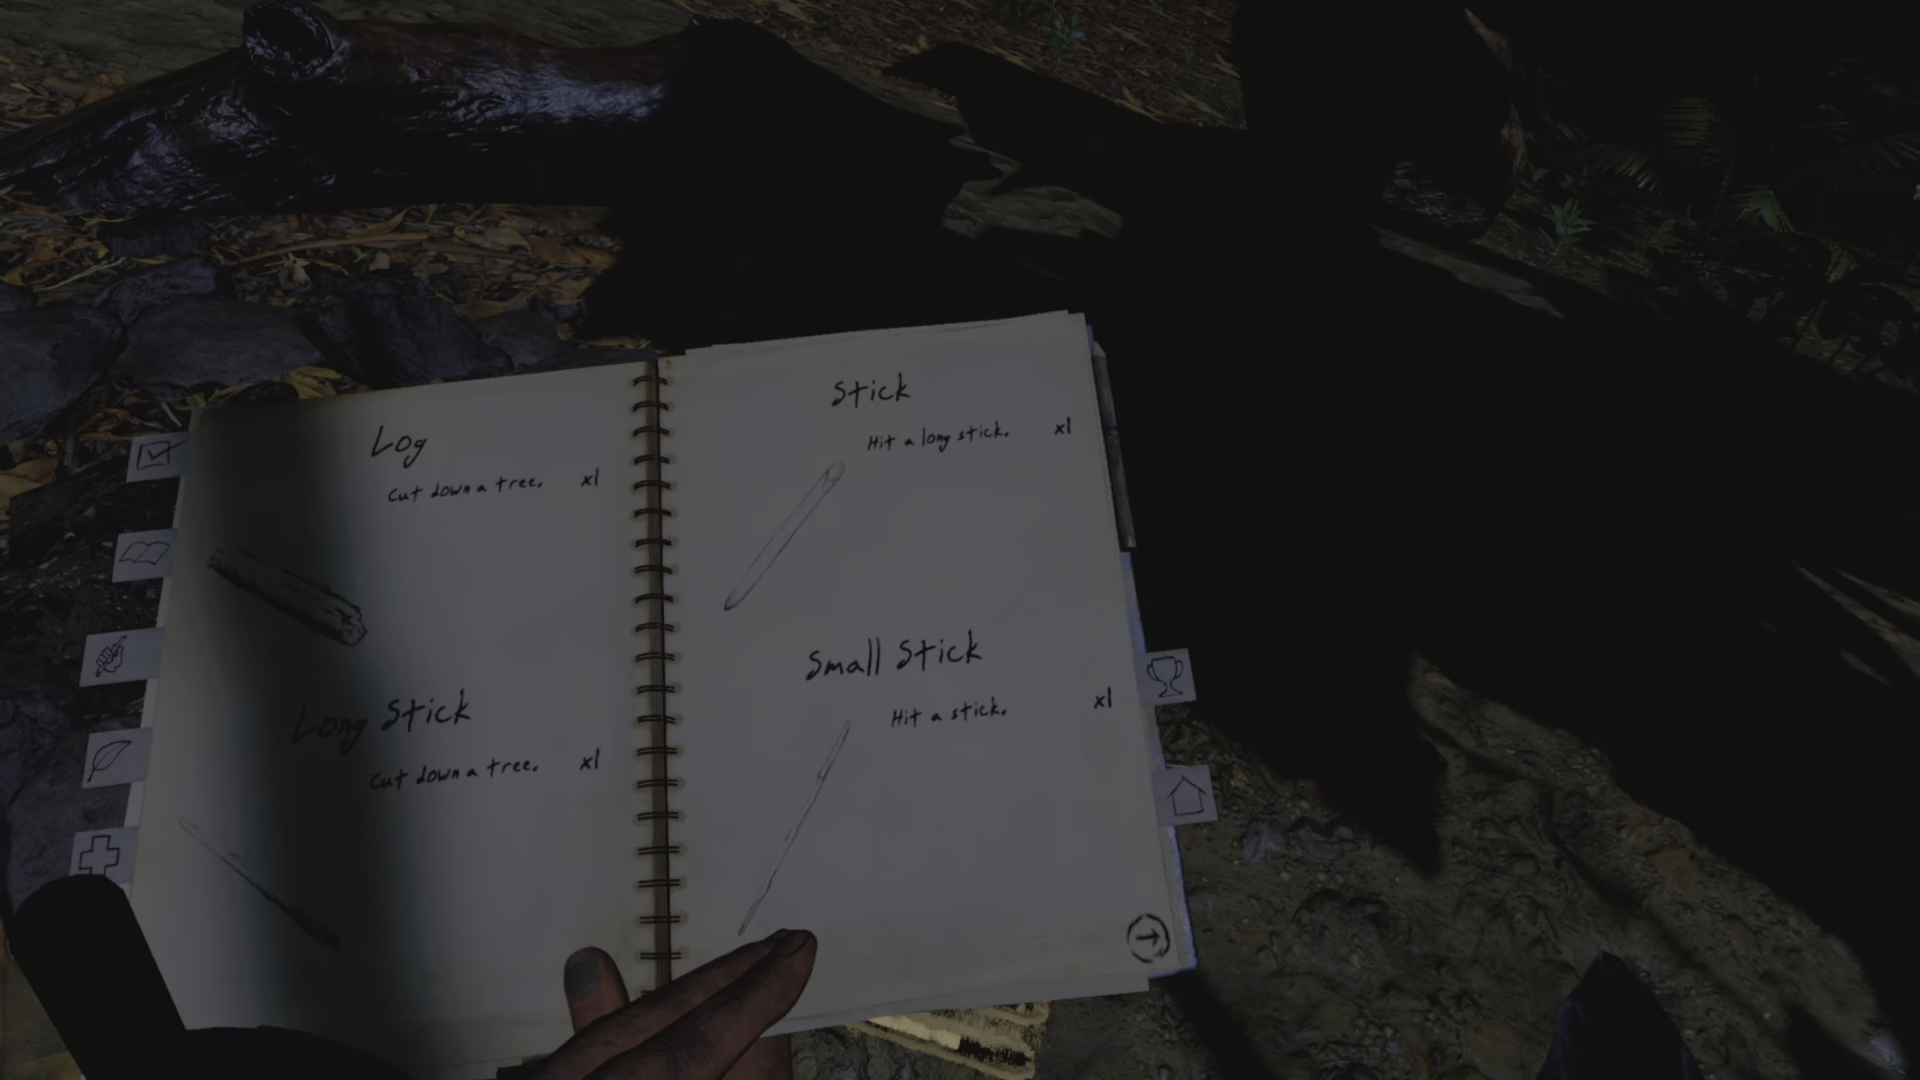 Log
Cut down a tree. x1
Long Stick
Cut down a tree. x1
Stick
Hit a long stick. x1
Small Stick
Hit a stick. x1